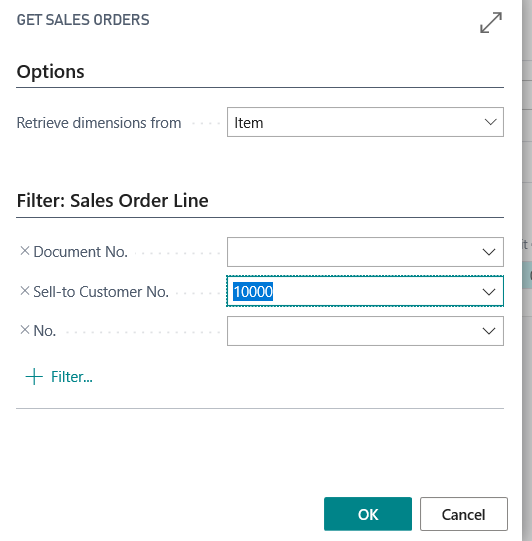 GET SALES ORDERS
Options
Retrieve dimensions from Item
Filter: Sales Order Line
Document No.
Sell-to Customer No. 10000
No.
Filter...
OK Cancel